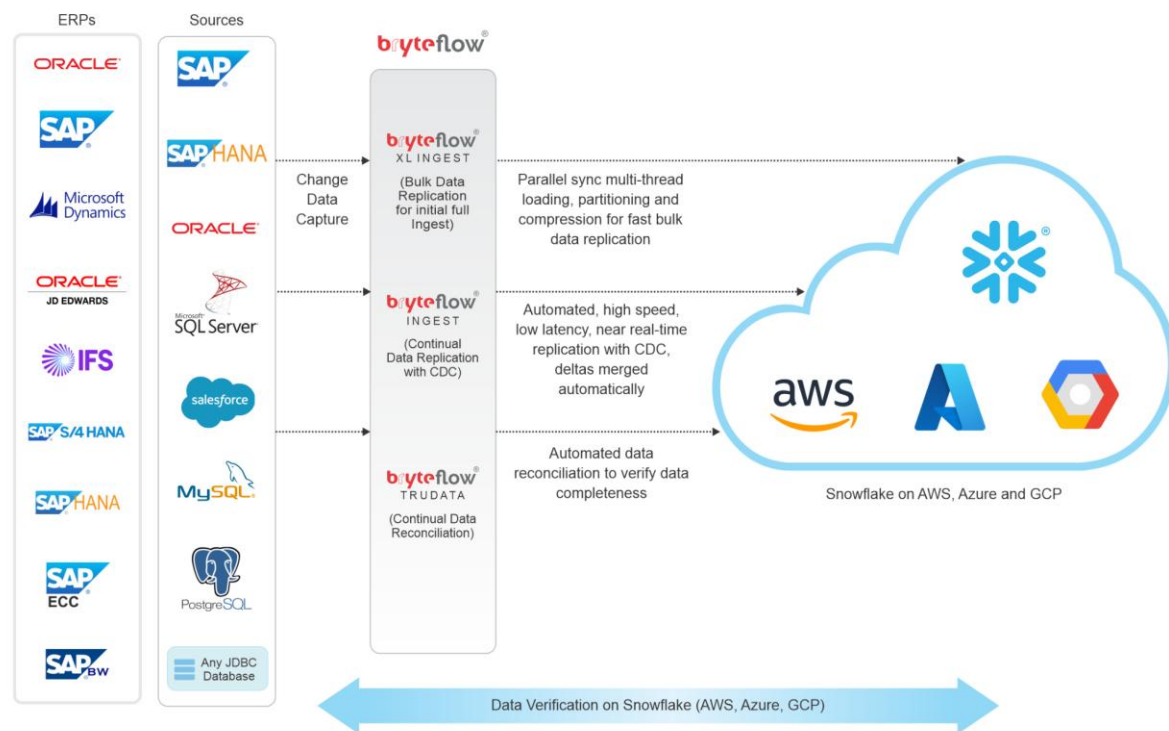 ERPs
ORACLE®
SAP®
Microsoft
Dynamics
ORACLE®
JD EDWARDS
IFS
SAP S/4HANA
SAP HANA
SAP®
ECC
SAP® BW
Sources
SAP®
SAP HANA
ORACLE®
Microsoft®
SQL Server®
salesforce
MySQL®
PostgreSQL
Any JDBC
Database
Change
Data
Capture
bryteflow®
bryteflow®
XL INGEST
(Bulk Data
Replication
for initial full
Ingest)
bryteflow®
INGEST
(Continual
Data Replication
with CDC)
bryteflow®
TRUDATA
(Continual Data
Reconciliation)
Parallel sync multi-thread
loading, partitioning and
compression for fast bulk
data replication
Automated, high speed,
low latency, near real-time
replication with CDC,
deltas merged
automatically
Automated data
reconciliation to verify data
completeness
®
aws
Snowflake on AWS, Azure and GCP
Data Verification on Snowflake (AWS, Azure, GCP)